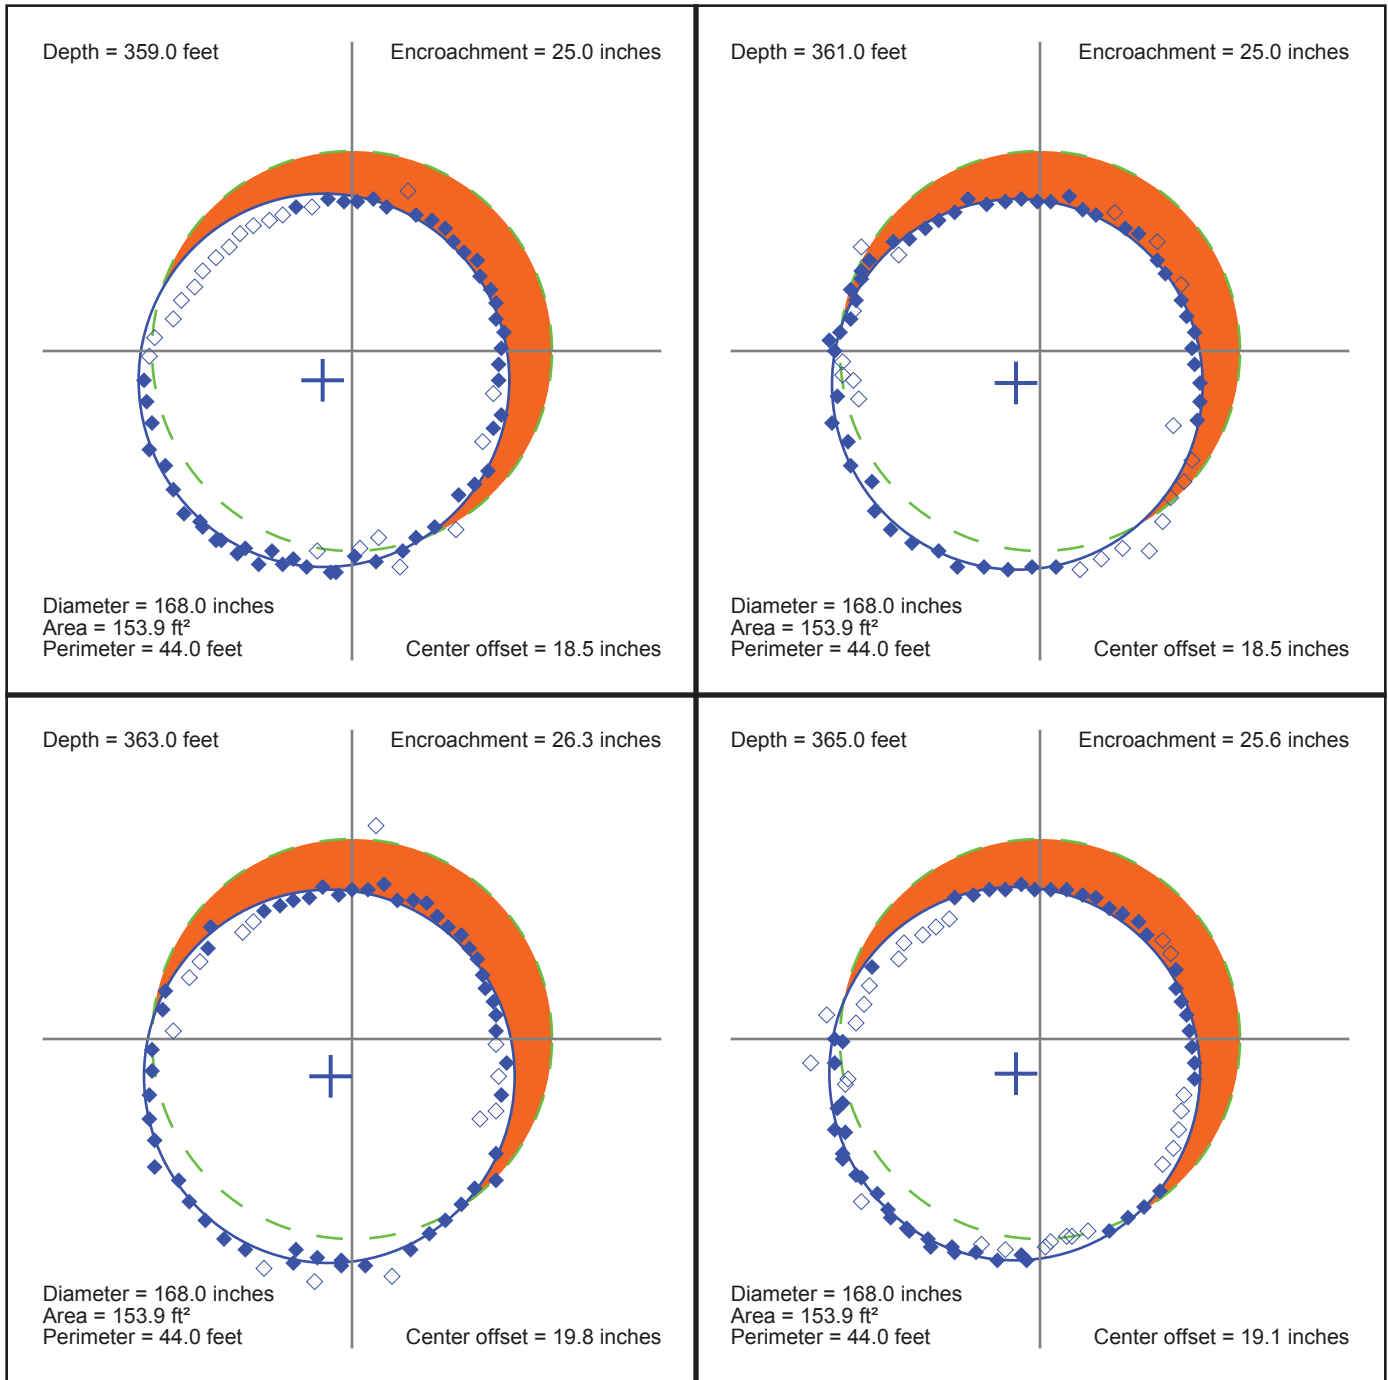 Depth = 359.0 feet
Encroachment = 25.0 inches
Diameter = 168.0 inches
Area = 153.9 ft²
Perimeter = 44.0 feet
Center offset = 18.5 inches
Depth = 361.0 feet
Encroachment = 25.0 inches
Diameter = 168.0 inches
Area = 153.9 ft²
Perimeter = 44.0 feet
Center offset = 18.5 inches
Depth = 363.0 feet
Encroachment = 26.3 inches
Diameter = 168.0 inches
Area = 153.9 ft²
Perimeter = 44.0 feet
Center offset = 19.8 inches
Depth = 365.0 feet
Encroachment = 25.6 inches
Diameter = 168.0 inches
Area = 153.9 ft²
Perimeter = 44.0 feet
Center offset = 19.1 inches